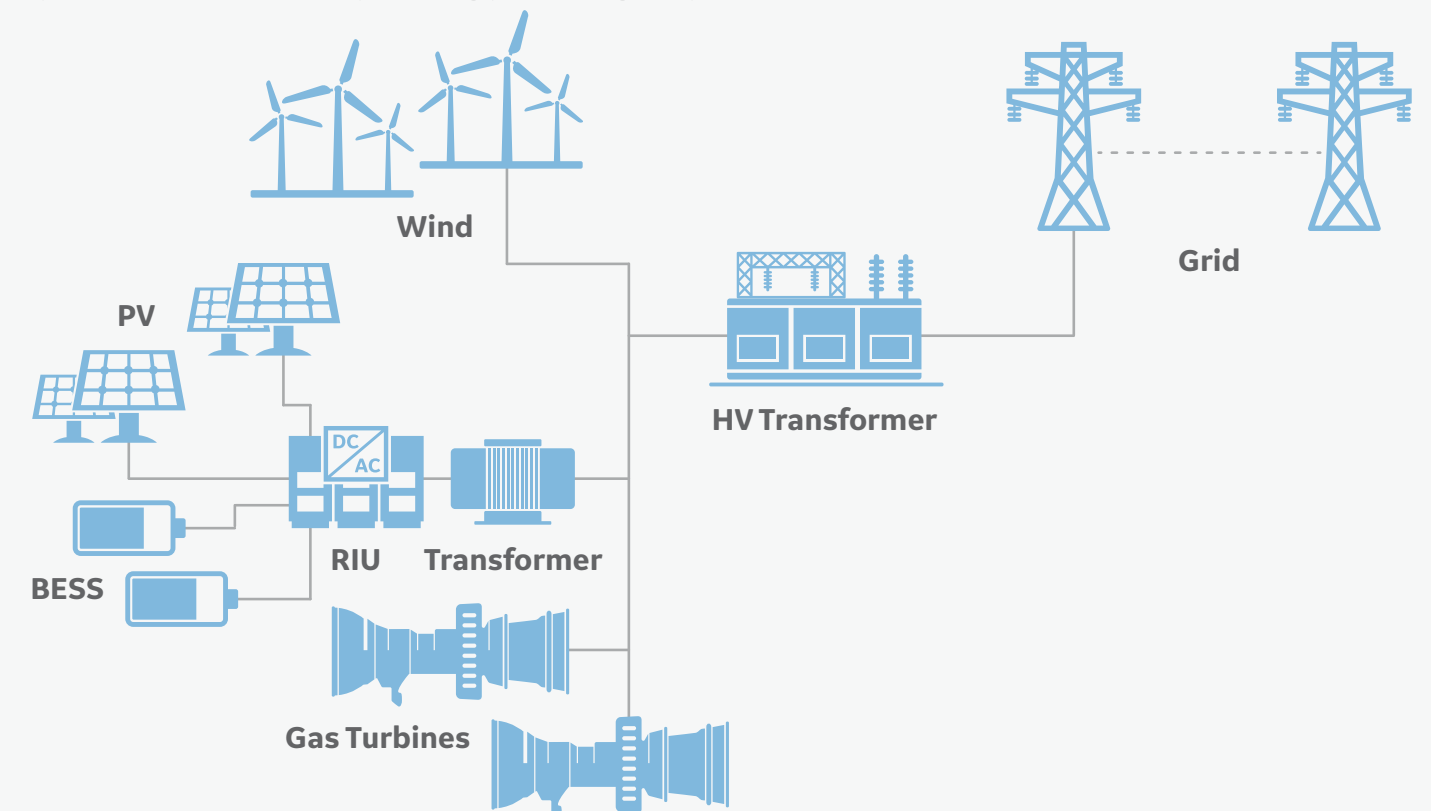 Wind
Grid
PV
HV Transformer
DC
AC
RIU
Transformer
BESS
Gas Turbines